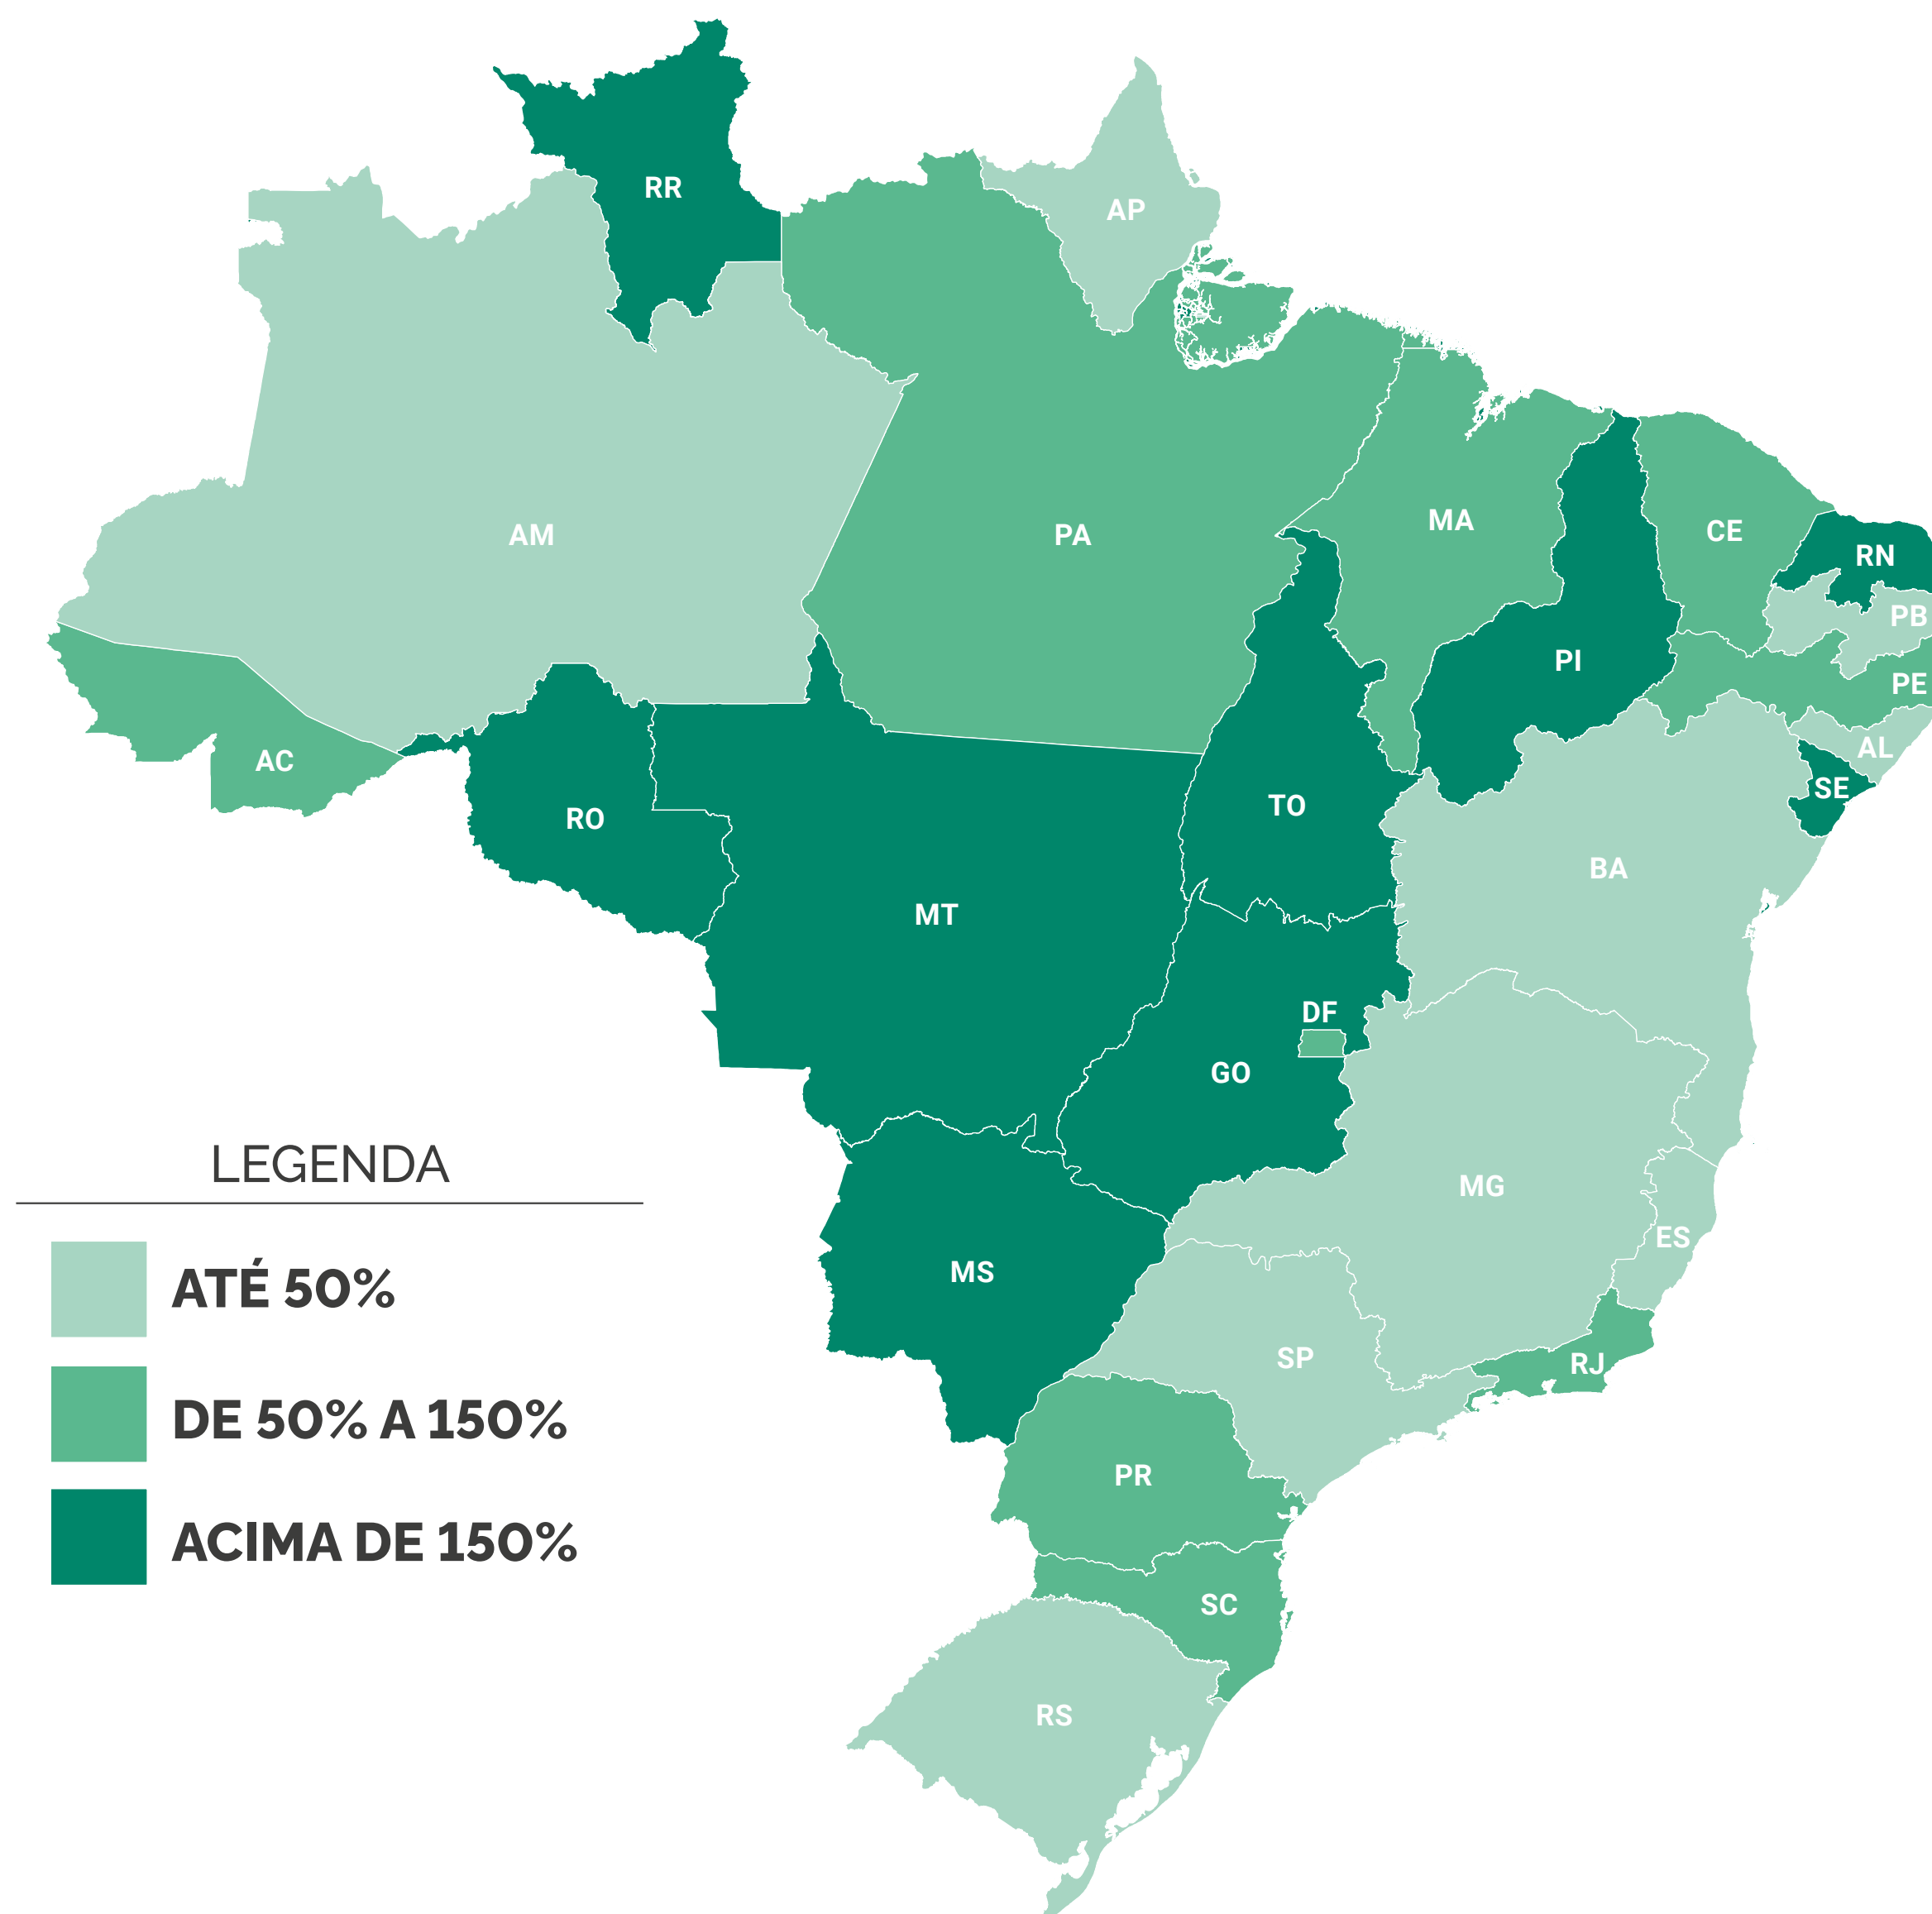 RR
AP
AM
PA
MA
CE
RN
PB
PI
PE
AC
AL
SE
RO
TO
BA
MT
DF
GO
MG
ES
MS
SP
RJ
PR
SC
RS
LEGENDA
ATÉ 50%
DE 50% A 150%
ACIMA DE 150%